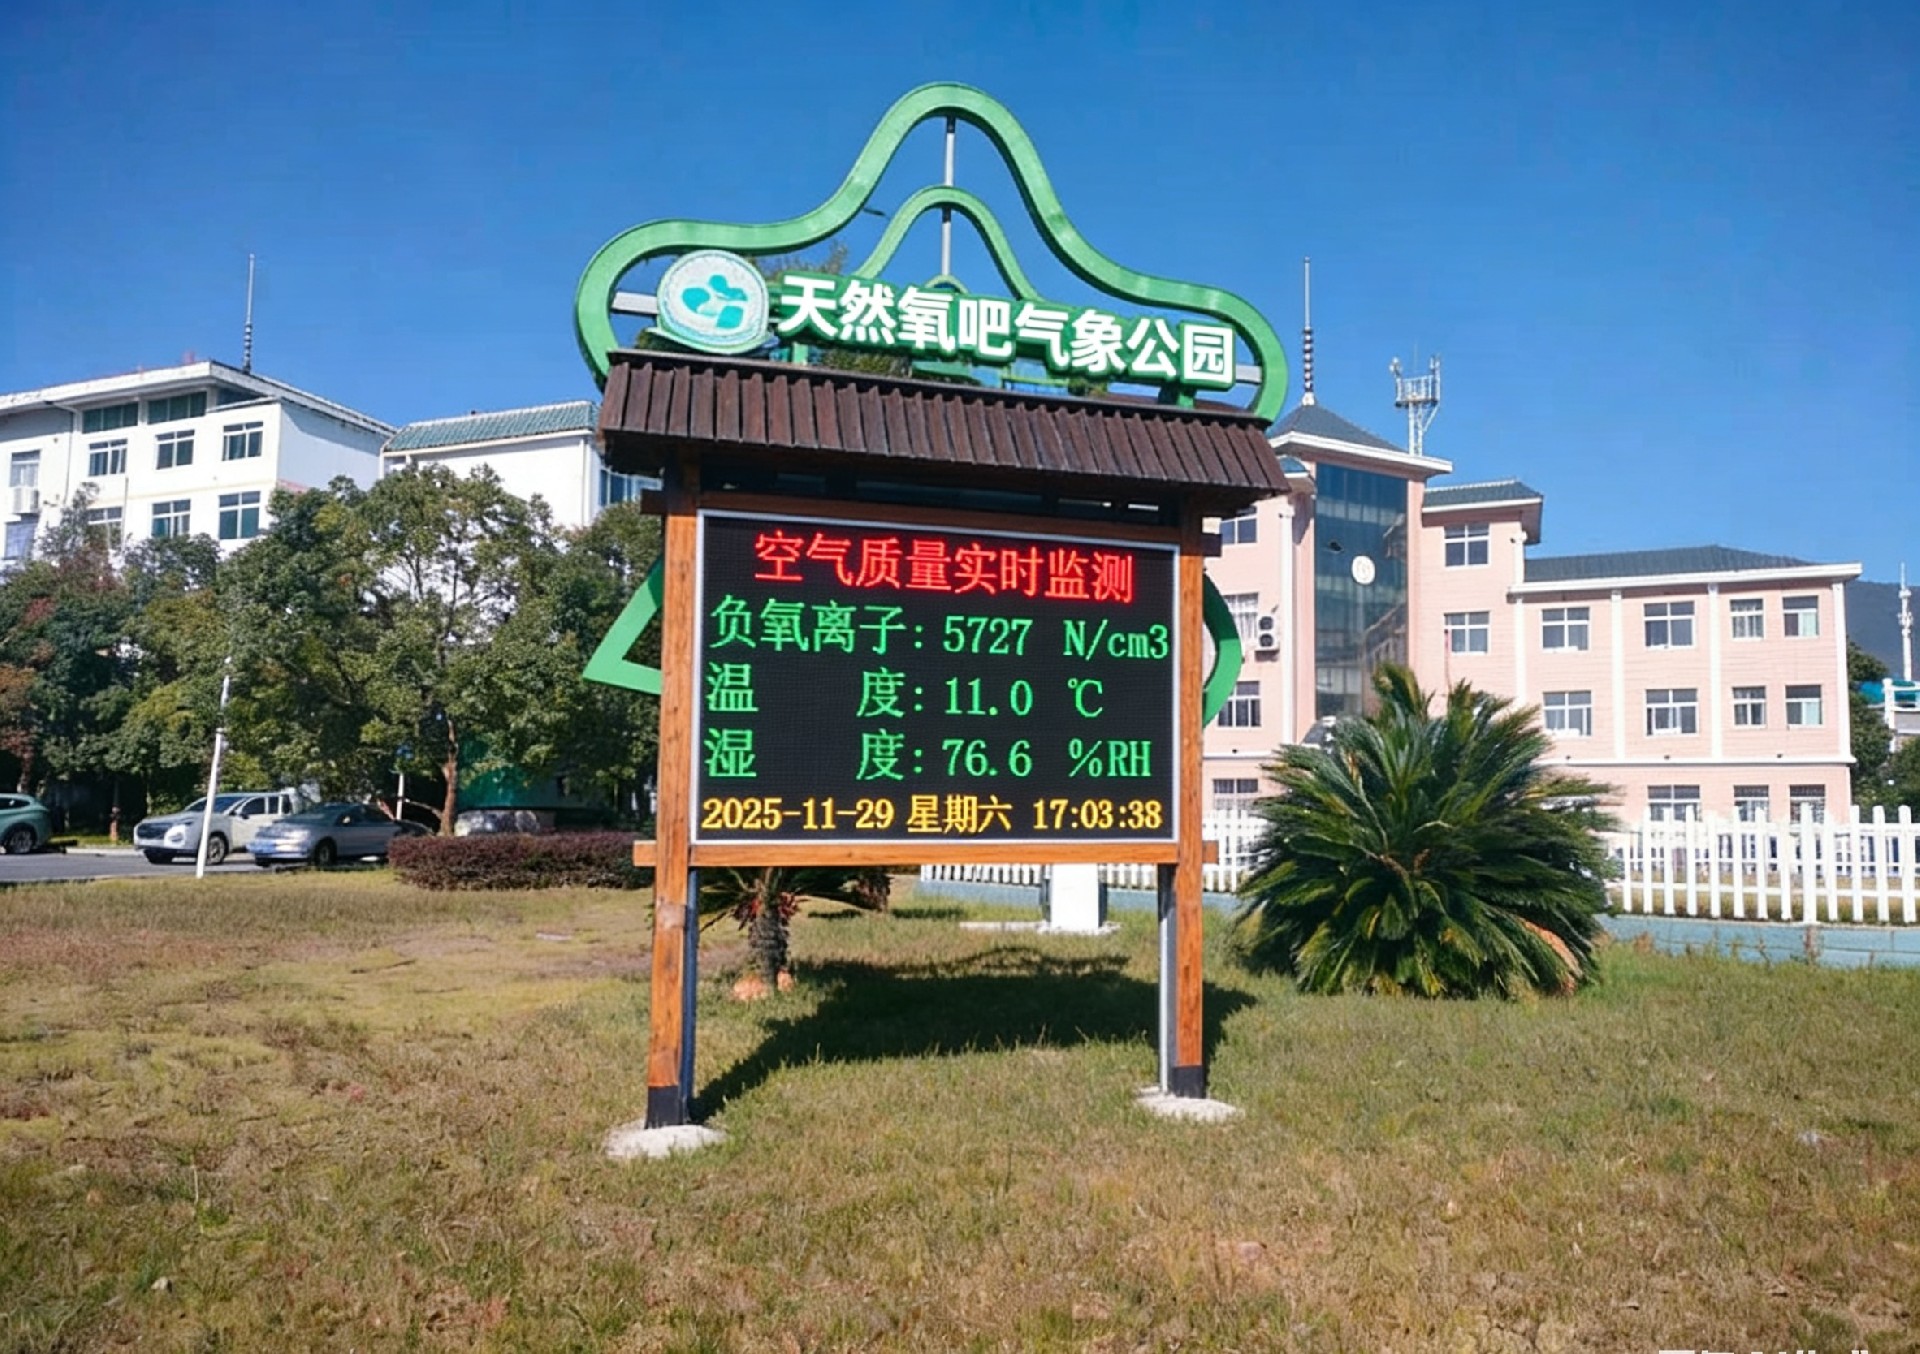 天然氧吧气象公园
空气质量实时监测
负氧离子: 5727 N/cm3
温 度: 11.0 ℃
湿 度: 76.6 %RH
2025-11-29 星期六 17:03:38